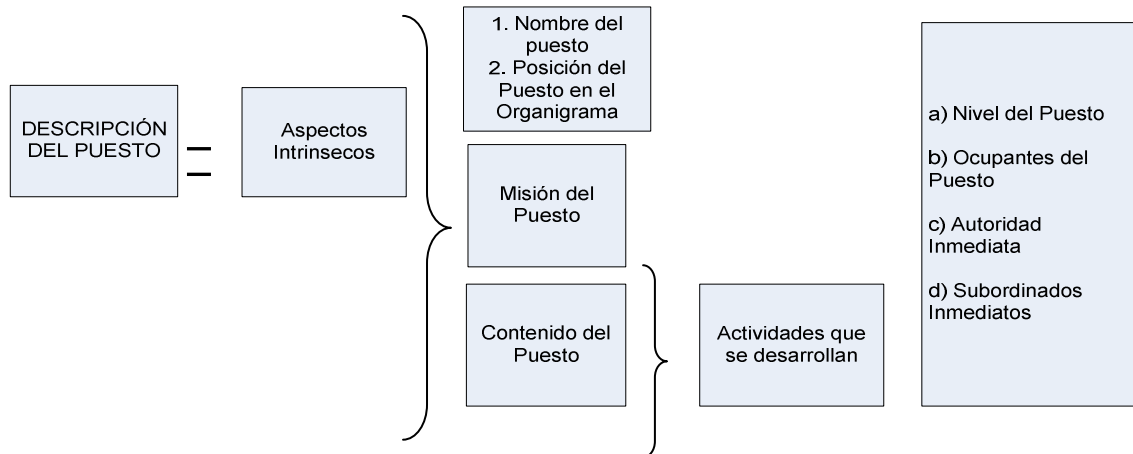 DESCRIPCIÓN
DEL PUESTO
=
Aspectos
Intrinsecos
1. Nombre del
puesto
2. Posición del
Puesto en el
Organigrama
Misión del
Puesto
Contenido del
Puesto
Actividades que
se desarrollan
a) Nivel del Puesto
b) Ocupantes del
Puesto
c) Autoridad
Inmediata
d) Subordinados
Inmediatos